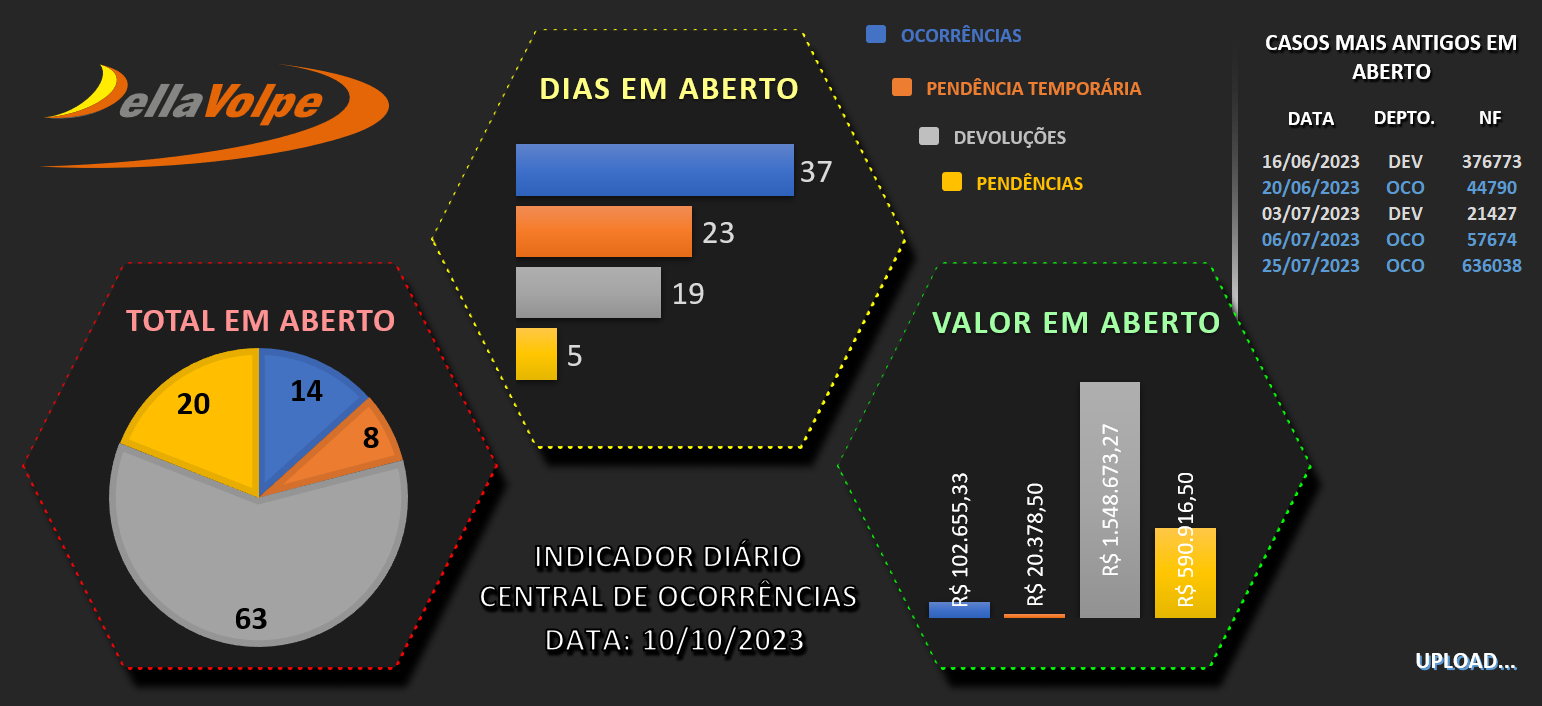 DellaVolpe
DIAS EM ABERTO
37
23
19
5
OCORRÊNCIAS
PENDÊNCIA TEMPORÁRIA
DEVOLUÇÕES
PENDÊNCIAS
CASOS MAIS ANTIGOS EM
ABERTO
DATA DEPTO. NF
16/06/2023 DEV 376773
20/06/2023 OCO 44790
03/07/2023 DEV 21427
06/07/2023 OCO 57674
25/07/2023 OCO 636038
TOTAL EM ABERTO
14
8
63
20
VALOR EM ABERTO
R$ 102.655,33
R$ 20.378,50
R$ 1.548.673,27
R$ 590.916,50
INDICADOR DIÁRIO
CENTRAL DE OCORRÊNCIAS
DATA: 10/10/2023
UPLOAD...